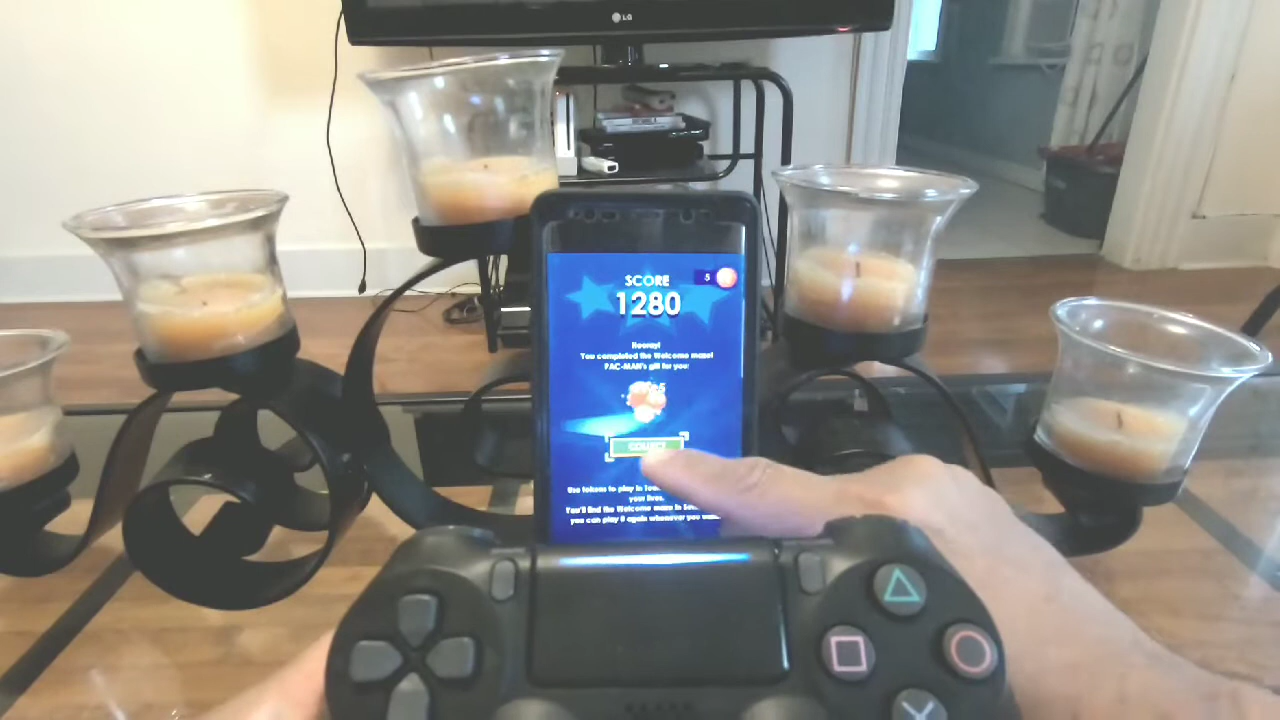 LG
SCORE
5
1280
Hooray!
You completed the Welcome maze!
PAC-MAN's gift for you:
x5
COLLECT
Use tokens to play in
your lives.
You'll find the Welcome maze in
you can play it again whenever you